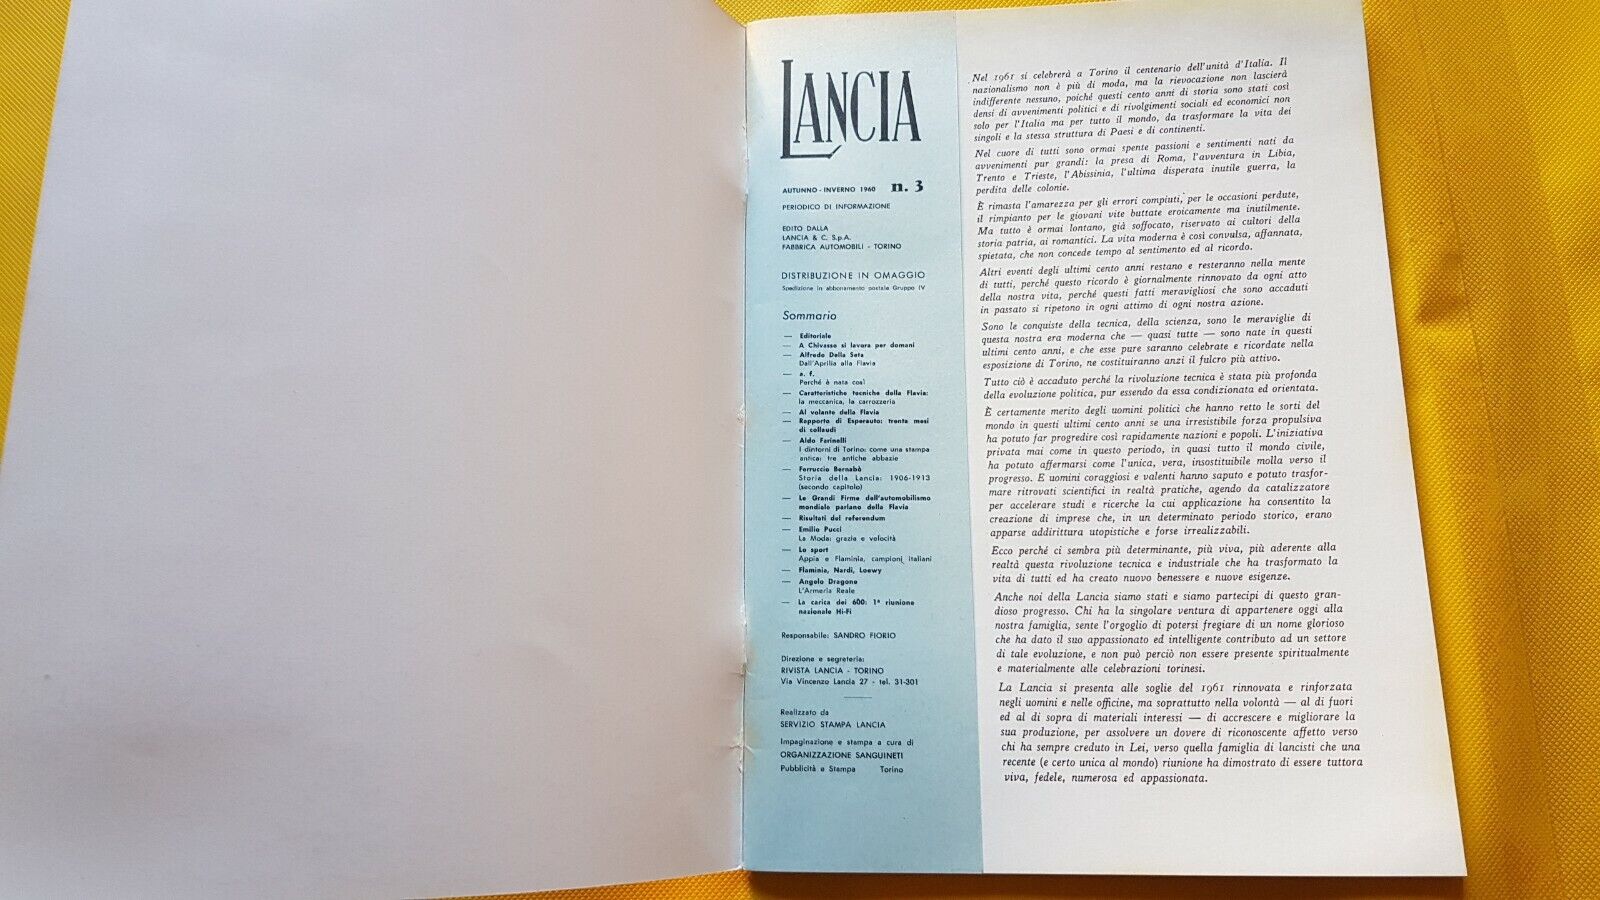 LANCIA
AUTUNNO - INVERNO 1960 n. 3
PERIODICO DI INFORMAZIONE
EDITO DALLA
LANCIA & C. S.p.A.
FABBRICA AUTOMOBILI - TORINO
DISTRIBUZIONE IN OMAGGIO
Spedizione in abbonamento postale Gruppo IV
Sommario
— Editoriale
— A Chivasso si lavora per domani
— Alfredo Della Seta
Dall'Aprilia alla Flavia
— a. f.
Perché è nata così
— Caratteristiche tecniche della Flavia:
la meccanica, la carrozzeria
— Al volante della Flavia
— Rapporto di Esperauto: trenta mesi
di collaudi
— Aldo Farinelli
I dintorni di Torino: come una stampa
antica: tre antiche abbazie
— Ferruccio Bernabò
Storia della Lancia: 1906-1913
(secondo capitolo)
— Le Grandi Firme dell'automobilismo
mondiale parlano della Flavia
— Risultati del referendum
— Emilio Pucci
La Moda: grazia e velocità
— Lo sport
Appia e Flaminia, campioni italiani
— Flaminia, Nardi, Loewy
— Angelo Dragone
L'Armeria Reale
— La carica dei 600: 1ª riunione
nazionale Hi-Fi
Responsabile: SANDRO FIORIO
Direzione e segreteria:
RIVISTA LANCIA - TORINO
Via Vincenzo Lancia 27 - tel. 31-301
Realizzato da
SERVIZIO STAMPA LANCIA
Impaginazione e stampa a cura di
ORGANIZZAZIONE SANGUINETI
Pubblicità e Stampa Torino
Nel 1961 si celebrerà a Torino il centenario dell'unità d'Italia. Il
nazionalismo non è più di moda, ma la rievocazione non lascierà
indifferente nessuno, poiché questi cento anni di storia sono stati così
densi di avvenimenti politici e di rivolgimenti sociali ed economici non
solo per l'Italia ma per tutto il mondo, da trasformare la vita dei
singoli e la stessa struttura di Paesi e di continenti.
Nel cuore di tutti sono ormai spente passioni e sentimenti nati da
avvenimenti pur grandi: la presa di Roma, l'avventura in Libia,
Trento e Trieste, l'Abissinia, l'ultima disperata inutile guerra, la
perdita delle colonie.
È rimasta l'amarezza per gli errori compiuti, per le occasioni perdute,
il rimpianto per le giovani vite buttate eroicamente ma inutilmente.
Ma tutto è ormai lontano, già soffocato, riservato ai cultori della
storia patria, ai romantici. La vita moderna è così convulsa, affannata,
spietata, che non concede tempo al sentimento ed al ricordo.
Altri eventi degli ultimi cento anni restano e resteranno nella mente
di tutti, perché questo ricordo è giornalmente rinnovato da ogni atto
della nostra vita, perché questi fatti meravigliosi che sono accaduti
in passato si ripetono in ogni attimo di ogni nostra azione.
Sono le conquiste della tecnica, della scienza, sono le meraviglie di
questa nostra era moderna che — quasi tutte — sono nate in questi
ultimi cento anni, e che esse pure saranno celebrate e ricordate nella
esposizione di Torino, ne costituiranno anzi il fulcro più attivo.
Tutto ciò è accaduto perché la rivoluzione tecnica è stata più profonda
della evoluzione politica, pur essendo da essa condizionata ed orientata.
È certamente merito degli uomini politici che hanno retto le sorti del
mondo in questi ultimi cento anni se una irresistibile forza propulsiva
ha potuto far progredire così rapidamente nazioni e popoli. L'iniziativa
privata mai come in questo periodo, in quasi tutto il mondo civile,
ha potuto affermarsi come l'unica, vera, insostituibile molla verso il
progresso. E uomini coraggiosi e valenti hanno saputo e potuto trasfor-
mare ritrovati scientifici in realtà pratiche, agendo da catalizzatore
per accelerare studi e ricerche la cui applicazione ha consentito la
creazione di imprese che, in un determinato periodo storico, erano
apparse addirittura utopistiche e forse irrealizzabili.
Ecco perché ci sembra più determinante, più viva, più aderente alla
realtà questa rivoluzione tecnica e industriale che ha trasformato la
vita di tutti ed ha creato nuovo benessere e nuove esigenze.
Anche noi della Lancia siamo stati e siamo partecipi di questo gran-
dioso progresso. Chi ha la singolare ventura di appartenere oggi alla
nostra famiglia, sente l'orgoglio di potersi fregiare di un nome glorioso
che ha dato il suo appassionato ed intelligente contributo ad un settore
di tale evoluzione, e non può perciò non essere presente spiritualmente
e materialmente alle celebrazioni torinesi.
La Lancia si presenta alle soglie del 1961 rinnovata e rinforzata
negli uomini e nelle officine, ma soprattutto nella volontà — al di fuori
ed al di sopra di materiali interessi — di accrescere e migliorare la
sua produzione, per assolvere un dovere di riconoscente affetto verso
chi ha sempre creduto in Lei, verso quella famiglia di lancisti che una
recente (e certo unica al mondo) riunione ha dimostrato di essere tuttora
viva, fedele, numerosa ed appassionata.